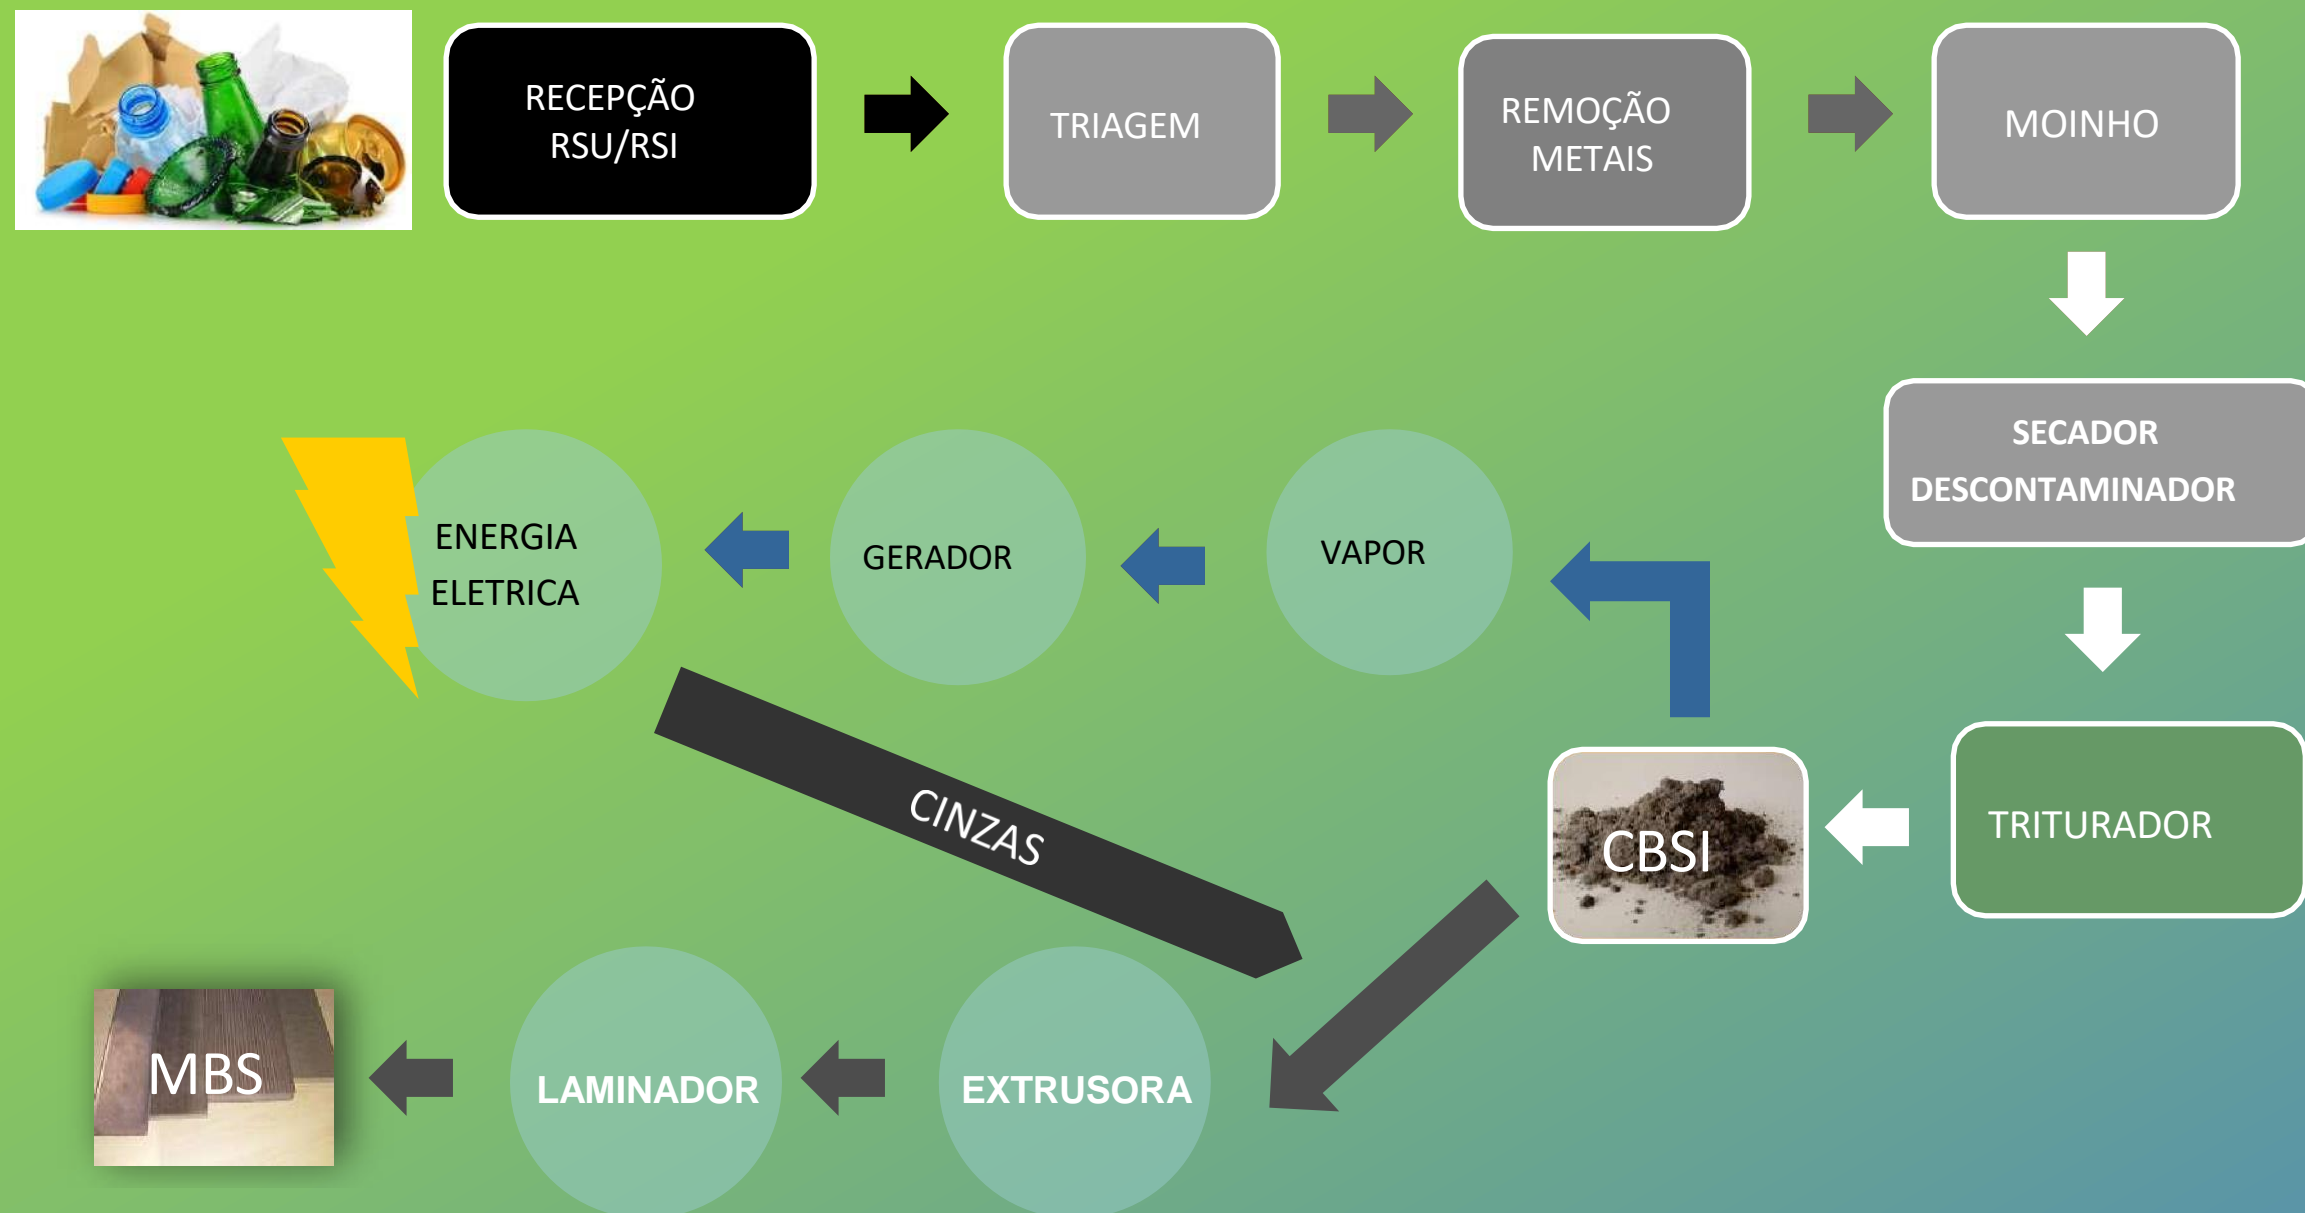 RECEPÇÃO
RSU/RSI
TRIAGEM
REMOÇÃO
METAIS
MOINHO
SECADOR
DESCONTAMINADOR
TRITURADOR
CBSI
VAPOR
GERADOR
ENERGIA
ELETRICA
CINZAS
EXTRUSORA
LAMINADOR
MBS